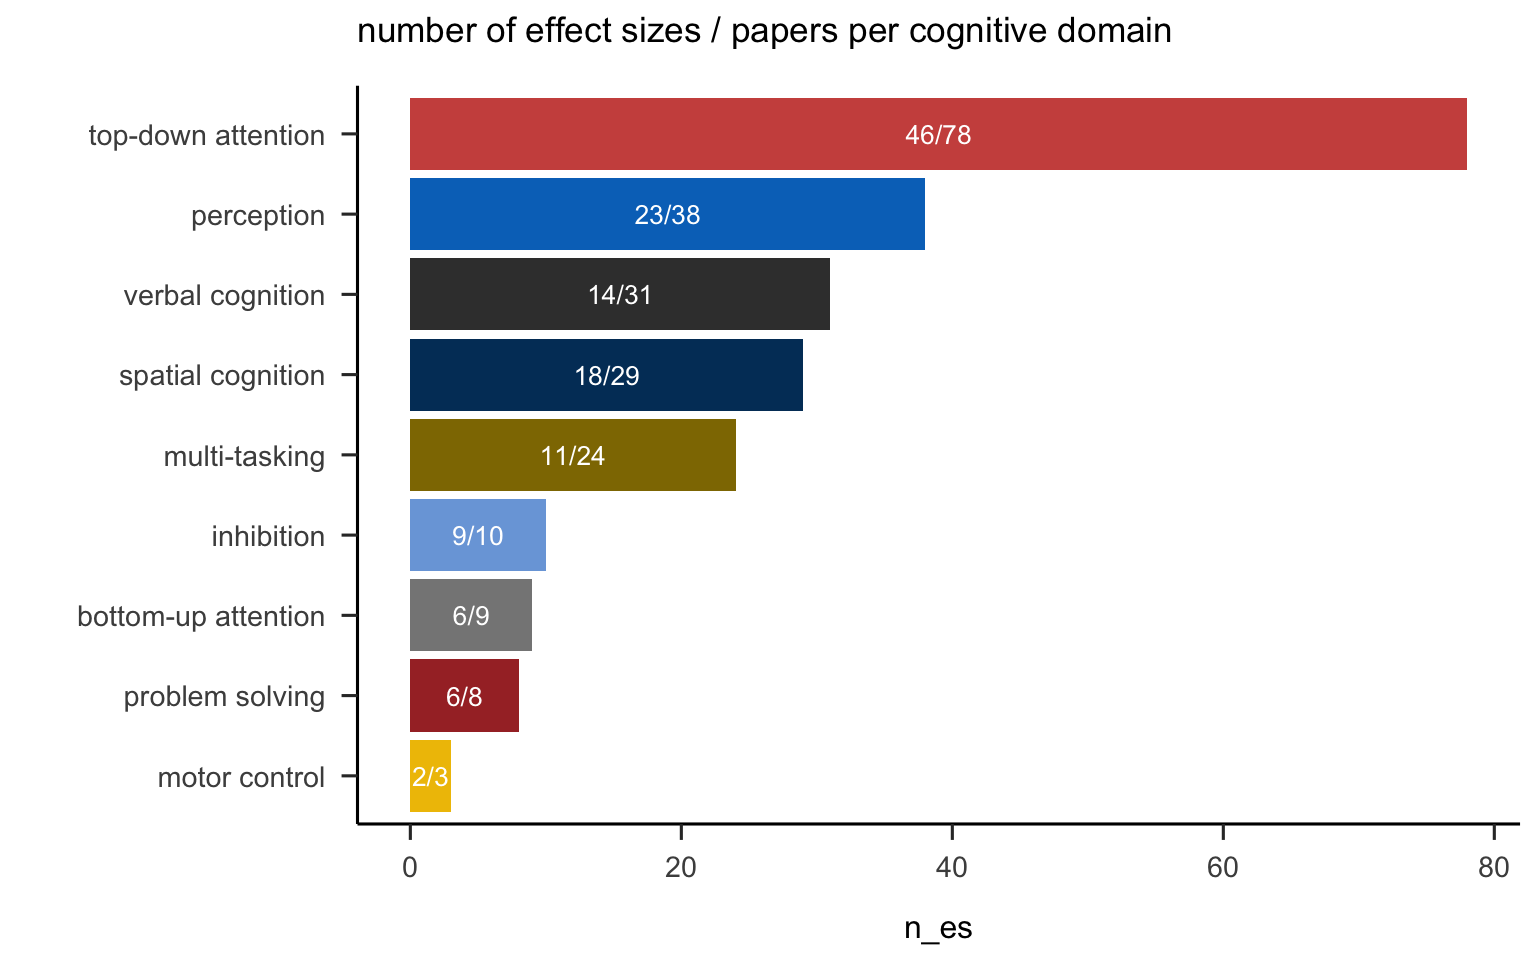 number of effect sizes / papers per cognitive domain
top-down attention
46/78
perception
23/38
verbal cognition
14/31
spatial cognition
18/29
multi-tasking
11/24
inhibition
9/10
bottom-up attention
6/9
problem solving
6/8
motor control
2/3
0 20 40 60 80
n_es